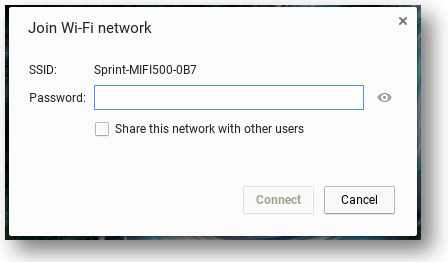 Join Wi-Fi network
SSID: Sprint-MIFI500-0B7
Password:
Share this network with other users
Connect Cancel